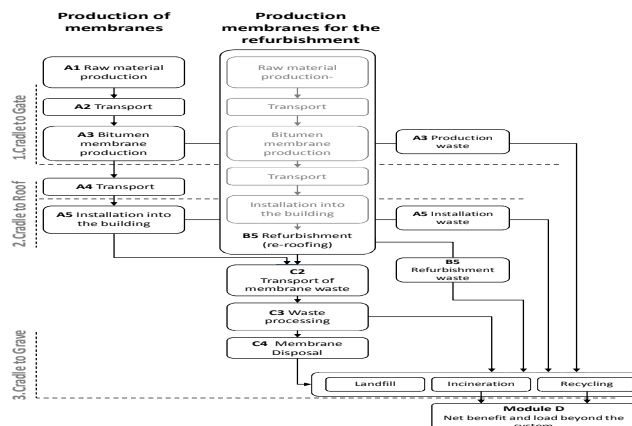 Production of
membranes
Production
membranes for the
refurbishment
A1 Raw material
production
A2 Transport
A3 Bitumen
membrane
production
A4 Transport
A5 Installation into
the building
Raw material
production-
Transport
Bitumen
membrane
production
Transport
Installation into
the building
B5 Refurbishment
(re-roofing)
A3 Production
waste
A5 Installation
waste
B5
Refurbishment
waste
C2
Transport of
membrane waste
C3 Waste
processing
C4 Membrane
Disposal
Landfill
Incineration
Recycling
Module D
Net benefit and load beyond the
system
1.Cradle to Gate
2.Cradle to Roof
3.Cradle to Grave